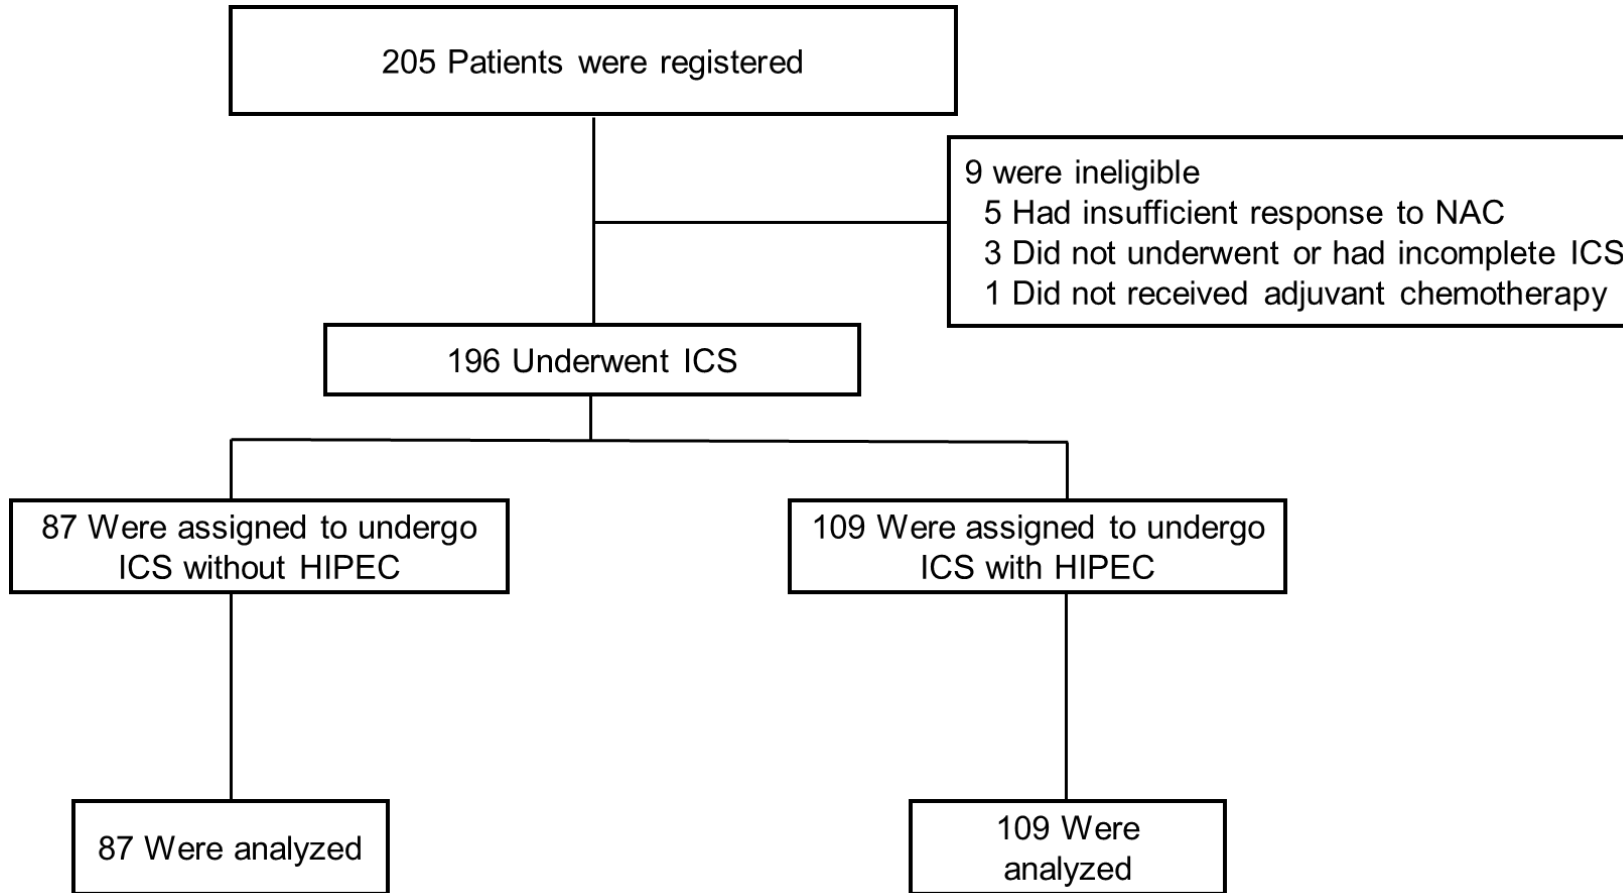 205 Patients were registered
9 were ineligible
5 Had insufficient response to NAC
3 Did not underwent or had incomplete ICS
1 Did not received adjuvant chemotherapy
196 Underwent ICS
87 Were assigned to undergo
ICS without HIPEC
109 Were assigned to undergo
ICS with HIPEC
87 Were analyzed
109 Were
analyzed